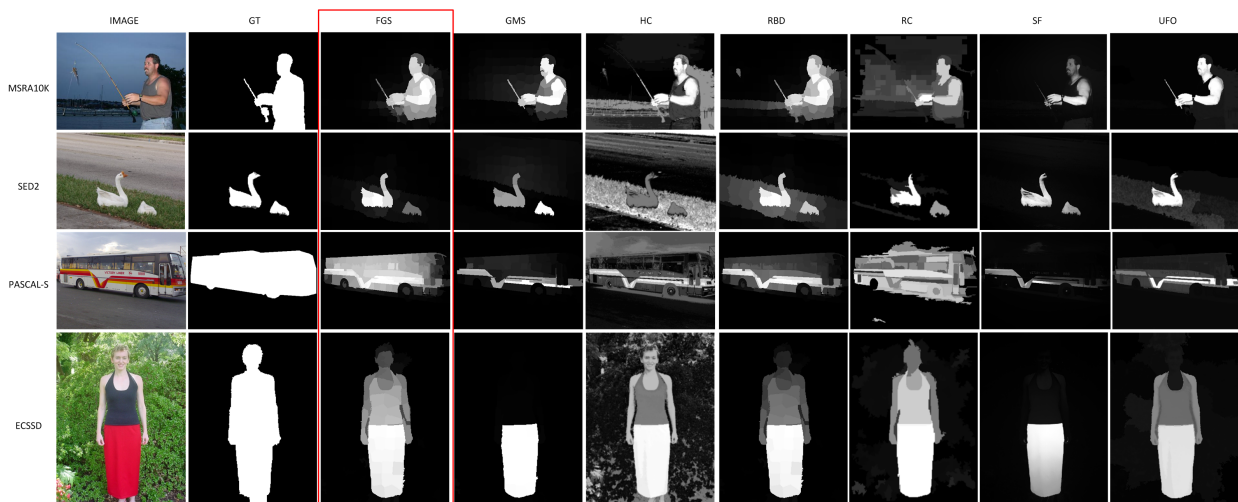 IMAGE GT FGS GMS HC RBD RC SF UFO
MSRA10K
SED2
PASCAL-S
ECSSD